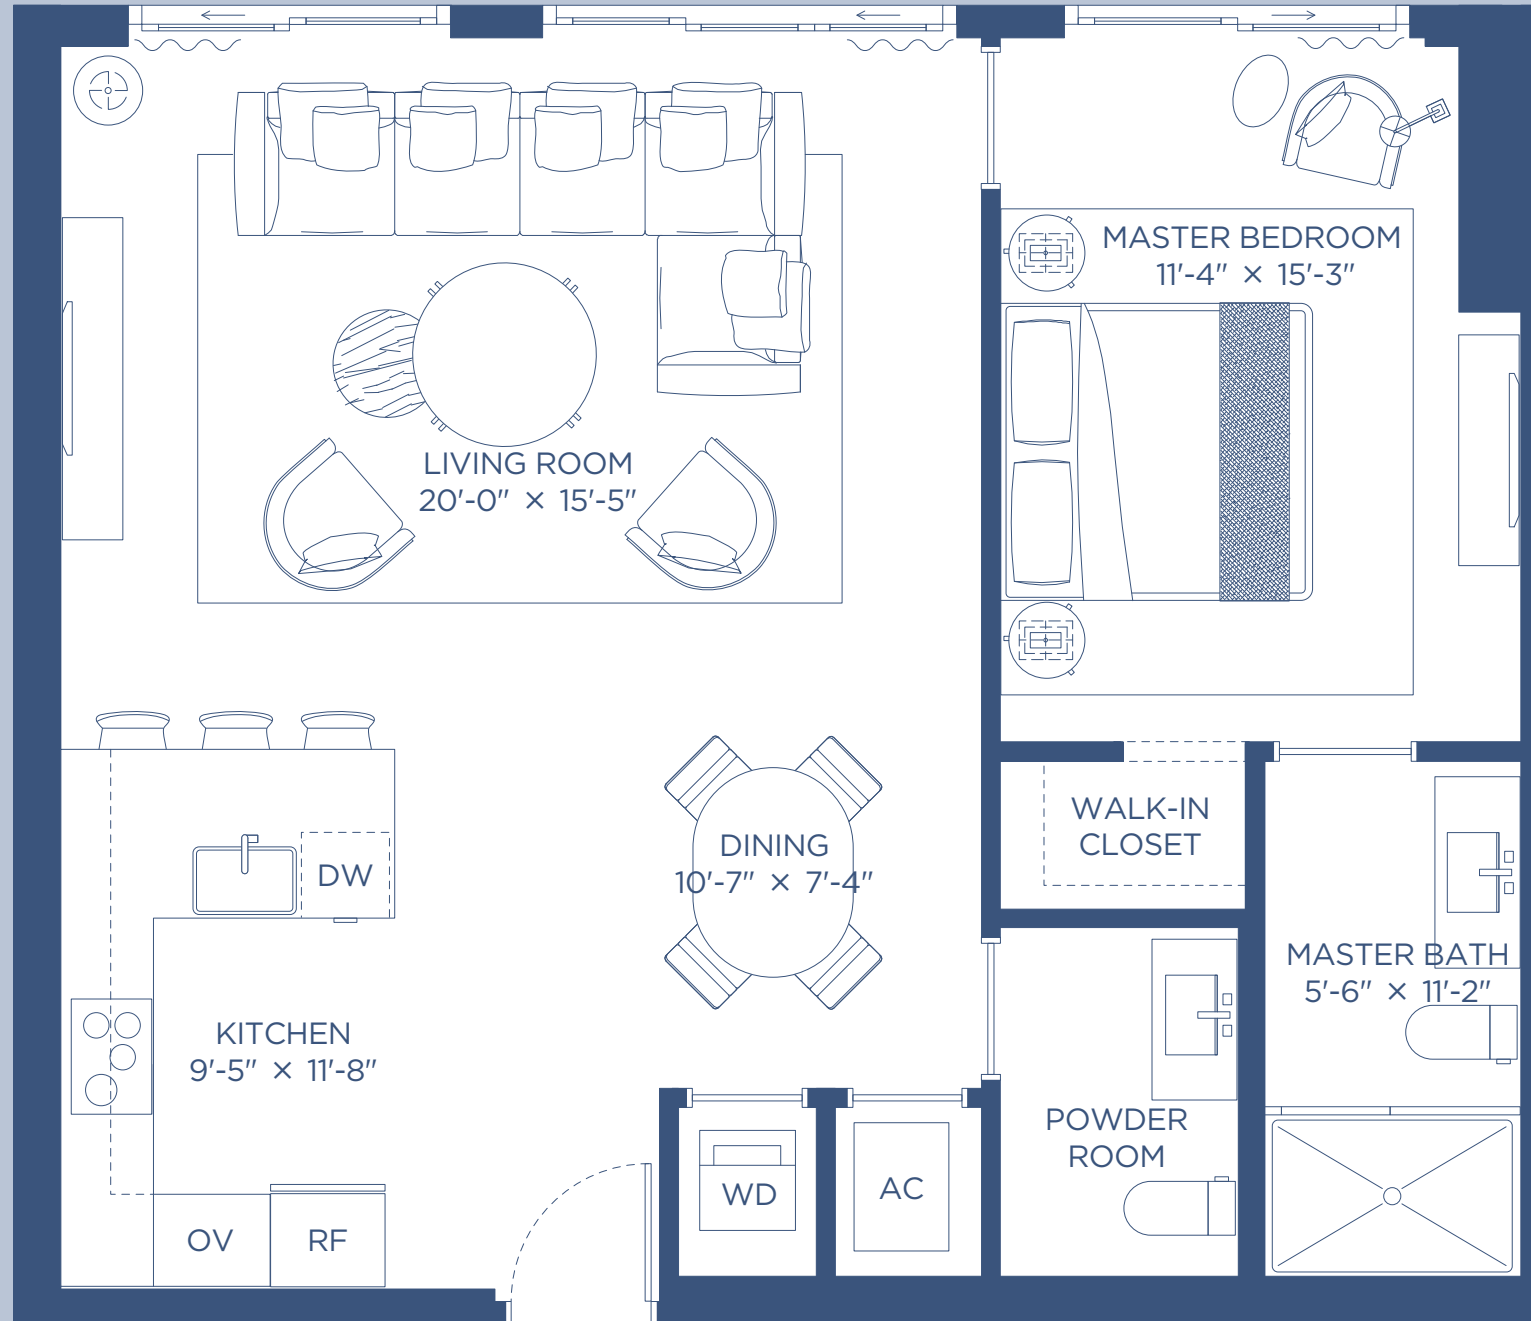 MASTER BEDROOM
11'-4" × 15'-3"
LIVING ROOM
20'-0" × 15'-5"
WALK-IN
CLOSET
DINING
10'-7" × 7'-4"
DW
MASTER BATH
5'-6" × 11'-2"
KITCHEN
9'-5" × 11'-8"
POWDER
ROOM
WD
AC
OV
RF